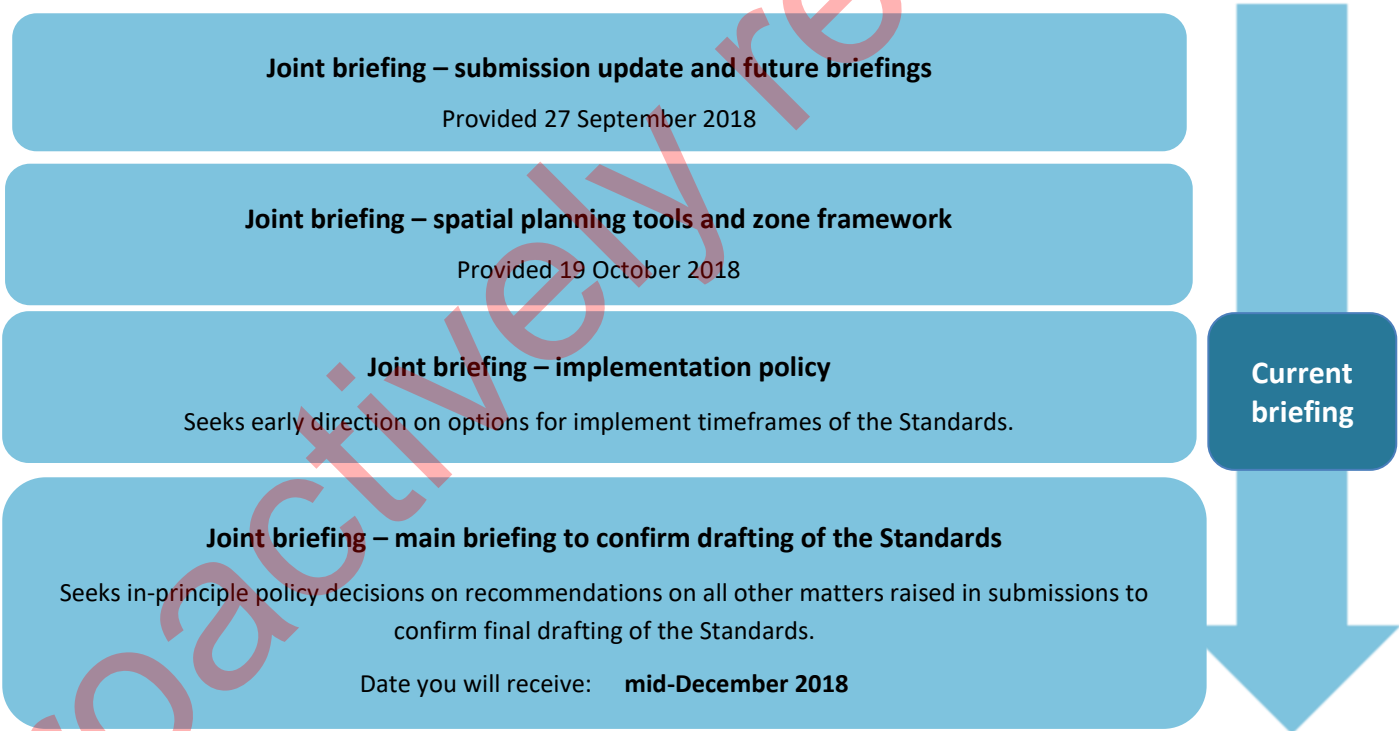 Joint briefing – submission update and future briefings
Provided 27 September 2018
Joint briefing – spatial planning tools and zone framework
Provided 19 October 2018
Joint briefing – implementation policy
Seeks early direction on options for implement timeframes of the Standards.
Current
briefing
Joint briefing – main briefing to confirm drafting of the Standards
Seeks in-principle policy decisions on recommendations on all other matters raised in submissions to
confirm final drafting of the Standards.
Date you will receive: mid-December 2018
roactively re